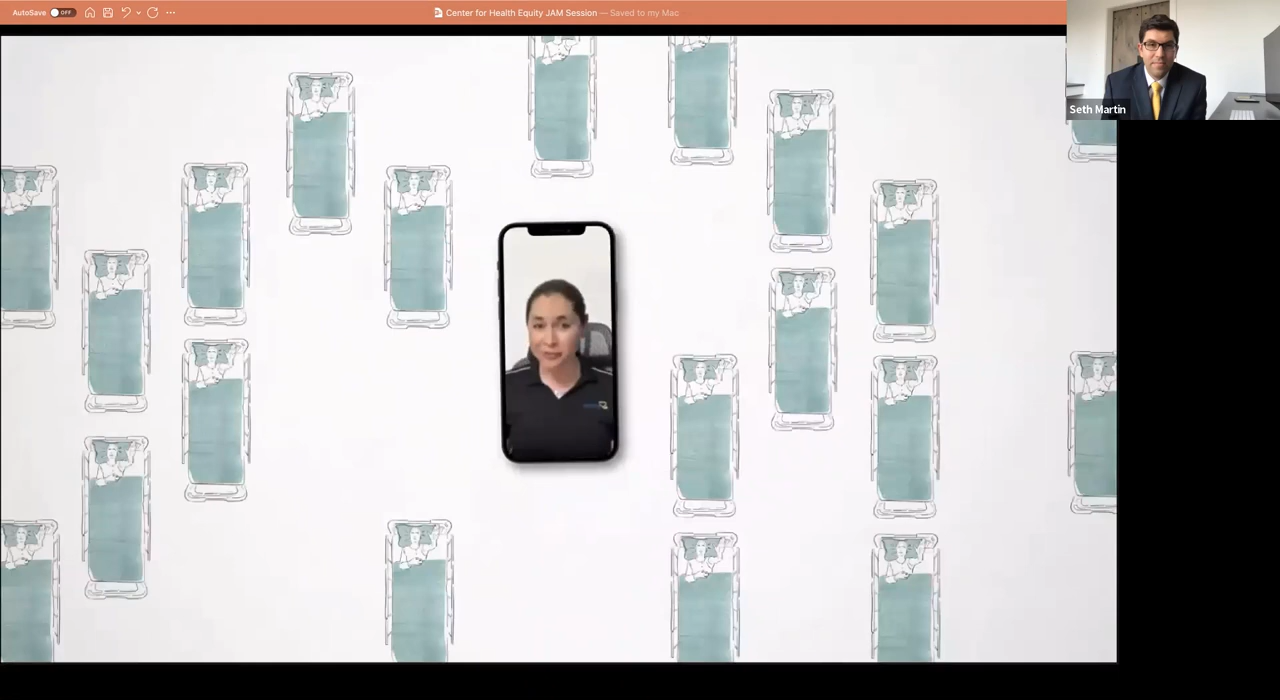 AutoSave OFF
Center for Health Equity JAM Session — Saved to my Mac
Seth Martin